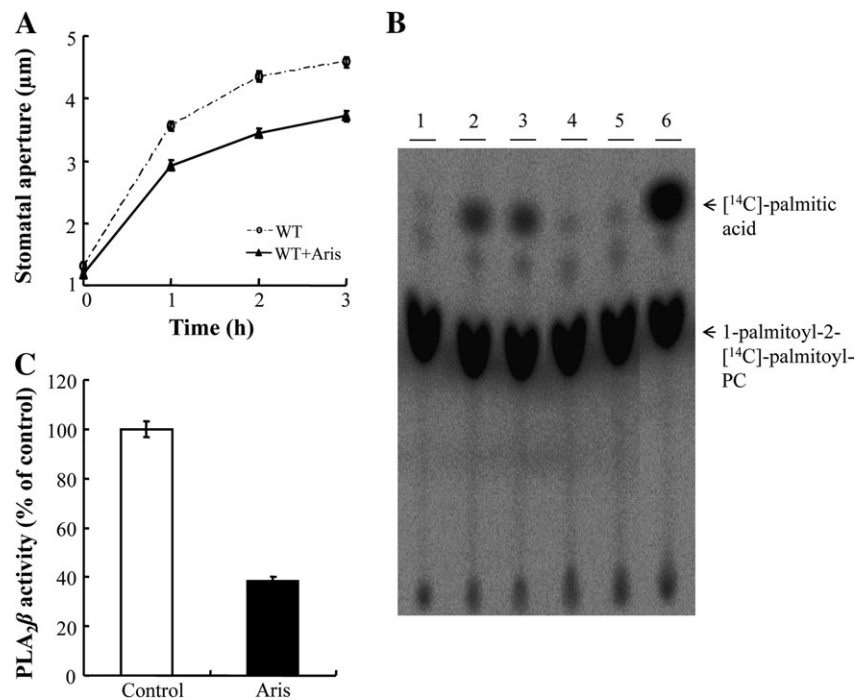 A
Stomatal aperture (μm)
5
4
3
2
1
WT
WT+Aris
0
1
2
3
Time (h)
B
1
2
3
4
5
6
[¹⁴C]-palmitic
acid
1-palmitoyl-2-
[¹⁴C]-palmitoyl-
PC
C
PLA₂β activity (% of control)
120
100
80
60
40
20
0
Control
Aris